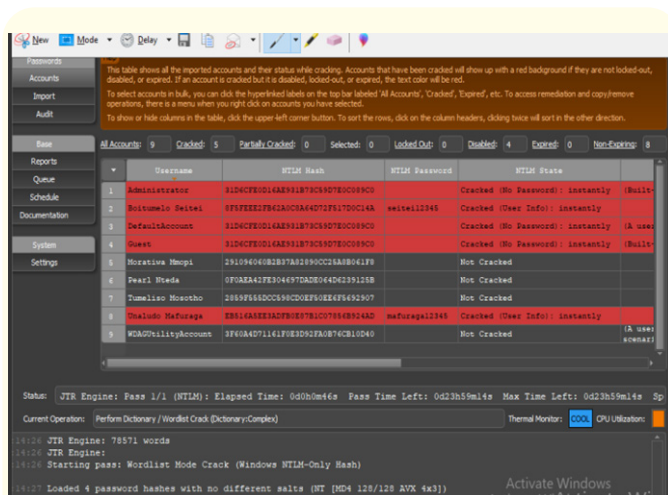 New Mode Delay
Passwords
Accounts
Import
Audit
This table shows all the imported accounts and their status while cracking. Accounts that have been cracked will show up with a red background if they are not locked-out,
disabled, or expired. If an account is cracked but it is disabled, locked-out, or expired, the text color will be red.
To select accounts in bulk, you can click the hyperlinked labels on the top bar labeled 'All Accounts', 'Cracked', 'Expired', etc. To access remediation and copy/remove
operations, there is a menu when you right click on accounts you have selected.
To show or hide columns in the table, click the upper-left corner button. To sort the rows, click on the column headers, clicking twice will sort in the other direction.
Base
Reports
Queue
Schedule
Documentation
System
Settings
All Accounts: 9 Cracked: 5 Partially Cracked: 0 Selected: 0 Locked Out: 0 Disabled: 4 Expired: 0 Non-Expiring: 8
Username NTLM Hash NTLM Password NTLM State
1 Administrator Cracked (No Password): instantly (Built-
2 Boitumelo Seitei seitei12345 Cracked (User Info): instantly
3 DefaultAccount Cracked (No Password): instantly (A use
4 Guest Cracked (No Password): instantly (Built-
5 Moratiwa Mmopi Not Cracked
6 Pearl Nteda Not Cracked
7 Tumeliso Mosotho Not Cracked
8 Unaludo Mafuraga mafuraga12345 Cracked (User Info): instantly
9 WDAGUtilityAccount Not Cracked (A user
scenari
Status: JTR Engine: Pass 1/1 (NTLM): Elapsed Time: 0d0h0m46s Pass Time Left: 0d23h59m14s Max Time Left: 0d23h59m14s Sp
Current Operation: Perform Dictionary / Wordlist Crack (Dictionary:Complex) Thermal Monitor: COOL CPU Utilization:
14:26 JTR Engine: 78571 words
14:26 JTR Engine:
14:26 Starting pass: Wordlist Mode Crack (Windows NTLM-Only Hash)
14:27 Loaded 4 password hashes with no different salts (NT [MD4 128/128 AVX 4x3])
Activate Windows